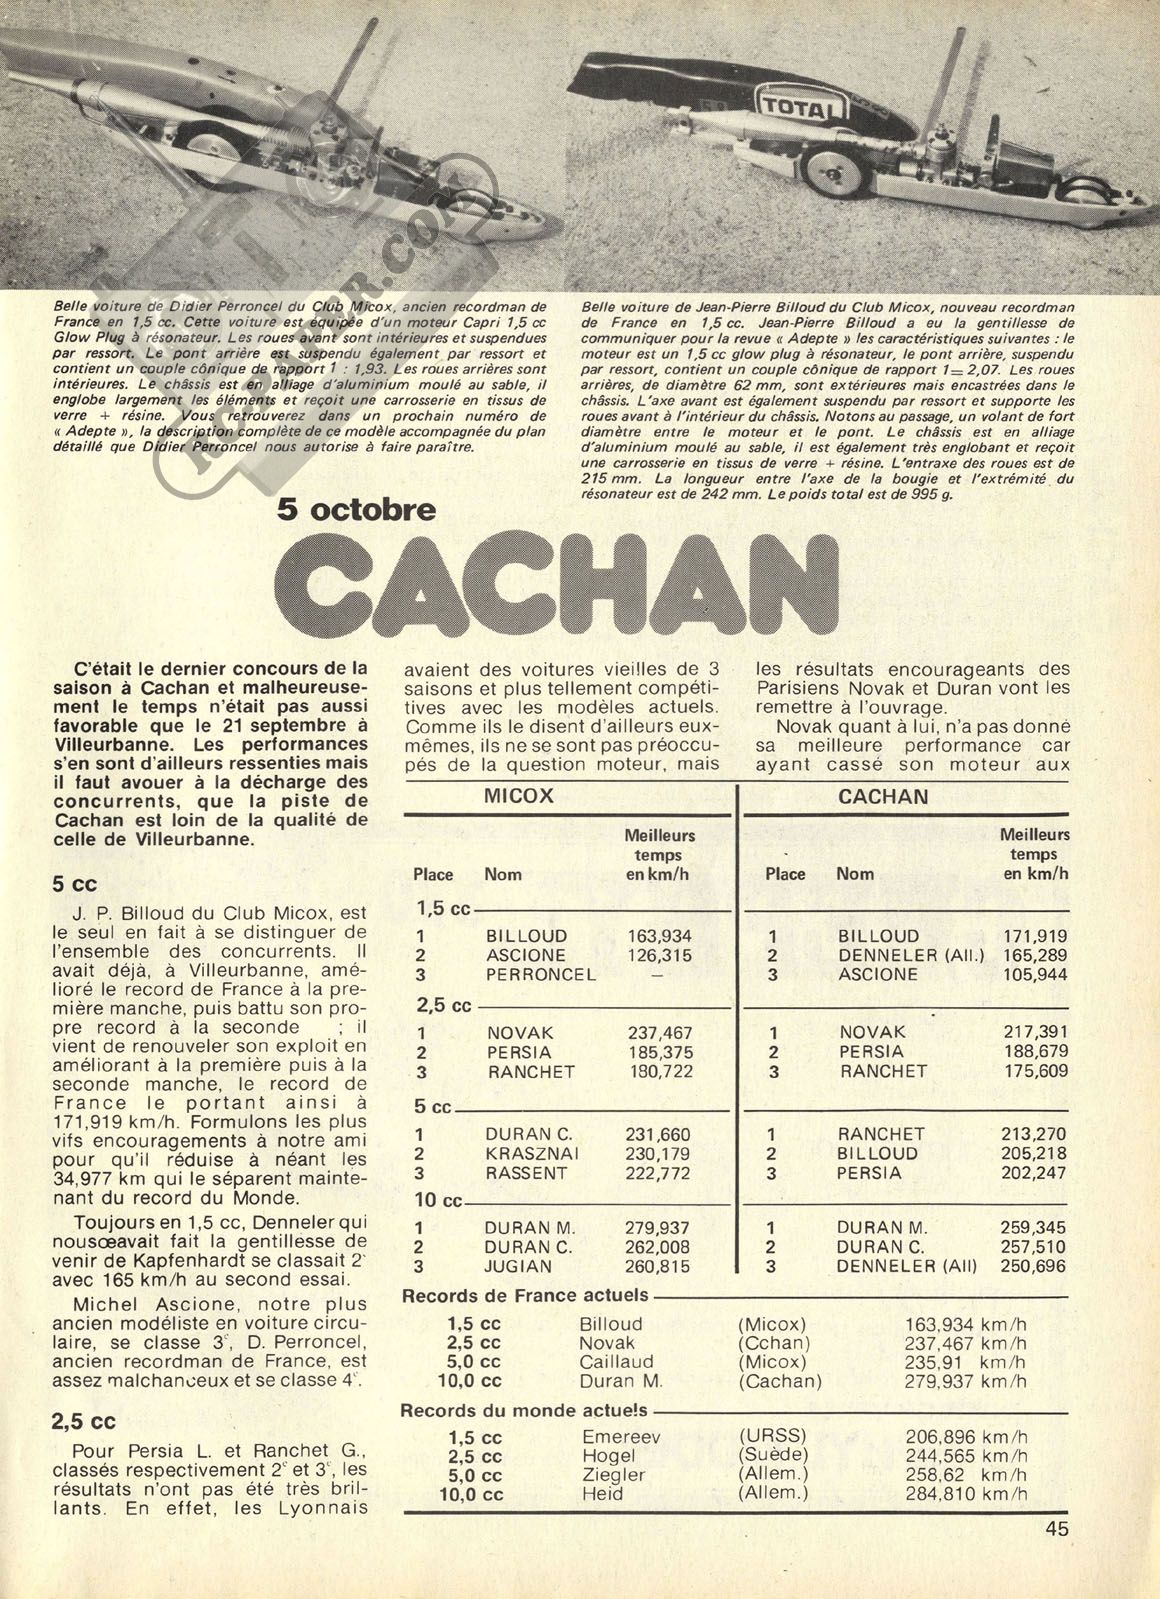 TOTAL
RCPAPER.COM
Belle voiture de Didier Perroncel du Club Micox, ancien recordman de
France en 1,5 cc. Cette voiture est équipée d'un moteur Capri 1,5 cc
Glow Plug à résonateur. Les roues avant sont intérieures et suspendues
par ressort. Le pont arrière est suspendu également par ressort et
contient un couple cônique de rapport 1 : 1,93. Les roues arrières sont
intérieures. Le châssis est en alliage d'aluminium moulé au sable, il
englobe largement les éléments et reçoit une carrosserie en tissus de
verre + résine. Vous retrouverez dans un prochain numéro de
« Adepte », la description complète de ce modèle accompagnée du plan
détaillé que Didier Perroncel nous autorise à faire paraître.
Belle voiture de Jean-Pierre Billoud du Club Micox, nouveau recordman
de France en 1,5 cc. Jean-Pierre Billoud a eu la gentillesse de
communiquer pour la revue « Adepte » les caractéristiques suivantes : le
moteur est un 1,5 cc glow plug à résonateur, le pont arrière, suspendu
par ressort, contient un couple cônique de rapport 1= 2,07. Les roues
arrières, de diamètre 62 mm, sont extérieures mais encastrées dans le
châssis. L'axe avant est également suspendu par ressort et supporte les
roues avant à l'intérieur du châssis. Notons au passage, un volant de fort
diamètre entre le moteur et le pont. Le châssis est en alliage
d'aluminium moulé au sable, il est également très englobant et reçoit
une carrosserie en tissus de verre + résine. L'entraxe des roues est de
215 mm. La longueur entre l'axe de la bougie et l'extrémité du
résonateur est de 242 mm. Le poids total est de 995 g.
5 octobre
CACHAN
C'était le dernier concours de la
saison à Cachan et malheureuse-
ment le temps n'était pas aussi
favorable que le 21 septembre à
Villeurbanne. Les performances
s'en sont d'ailleurs ressenties mais
il faut avouer à la décharge des
concurrents, que la piste de
Cachan est loin de la qualité de
celle de Villeurbanne.
5 cc
J. P. Billoud du Club Micox, est
le seul en fait à se distinguer de
l'ensemble des concurrents. Il
avait déjà, à Villeurbanne, amé-
lioré le record de France à la pre-
mière manche, puis battu son pro-
pre record à la seconde ; il
vient de renouveler son exploit en
améliorant à la première puis à la
seconde manche, le record de
France le portant ainsi à
171,919 km/h. Formulons les plus
vifs encouragements à notre ami
pour qu'il réduise à néant les
34,977 km qui le séparent mainte-
nant du record du Monde.
Toujours en 1,5 cc, Denneler qui
nousœavait fait la gentillesse de
venir de Kapfenhardt se classait 2e
avec 165 km/h au second essai.
Michel Ascione, notre plus
ancien modéliste en voiture circu-
laire, se classe 3e, D. Perroncel,
ancien recordman de France, est
assez malchanceux et se classe 4e.
2,5 cc
Pour Persia L. et Ranchet G.,
classés respectivement 2e et 3e, les
résultats n'ont pas été très bril-
lants. En effet, les Lyonnais
avaient des voitures vieilles de 3
saisons et plus tellement compéti-
tives avec les modèles actuels.
Comme ils le disent d'ailleurs eux-
mêmes, ils ne se sont pas préoccu-
pés de la question moteur, mais
les résultats encourageants des
Parisiens Novak et Duran vont les
remettre à l'ouvrage.
Novak quant à lui, n'a pas donné
sa meilleure performance car
ayant cassé son moteur aux
MICOX CACHAN
Meilleurs Meilleurs
temps temps
Place Nom en km/h Place Nom en km/h
1,5 cc
1 BILLOUD 163,934 1 BILLOUD 171,919
2 ASCIONE 126,315 2 DENNELER (All.) 165,289
3 PERRONCEL — 3 ASCIONE 105,944
2,5 cc
1 NOVAK 237,467 1 NOVAK 217,391
2 PERSIA 185,375 2 PERSIA 188,679
3 RANCHET 180,722 3 RANCHET 175,609
5 cc
1 DURAN C. 231,660 1 RANCHET 213,270
2 KRASZNAI 230,179 2 BILLOUD 205,218
3 RASSENT 222,772 3 PERSIA 202,247
10 cc
1 DURAN M. 279,937 1 DURAN M. 259,345
2 DURAN C. 262,008 2 DURAN C. 257,510
3 JUGIAN 260,815 3 DENNELER (All) 250,696
Records de France actuels
1,5 cc Billoud (Micox) 163,934 km/h
2,5 cc Novak (Cchan) 237,467 km/h
5,0 cc Caillaud (Micox) 235,91 km/h
10,0 cc Duran M. (Cachan) 279,937 km/h
Records du monde actuels
1,5 cc Emereev (URSS) 206,896 km/h
2,5 cc Hogel (Suède) 244,565 km/h
5,0 cc Ziegler (Allem.) 258,62 km/h
10,0 cc Heid (Allem.) 284,810 km/h
45